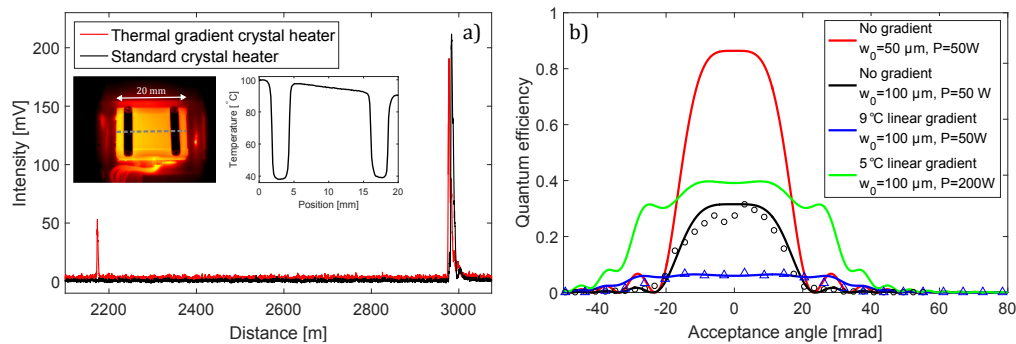 Thermal gradient crystal heater
Standard crystal heater
a)
200
150
100
50
0
Intensity [mV]
20 mm
100
80
60
40
Temperature [°C]
0 5 10 15 20
Position [mm]
2200 2400 2600 2800 3000
Distance [m]
b)
No gradient
w0=50 µm, P=50W
No gradient
w0=100 µm, P=50 W
9°C linear gradient
w0=100 µm, P=50W
5°C linear gradient
w0=100 µm, P=200W
1
0.8
0.6
0.4
0.2
0
Quantum efficiency
-40 -20 0 20 40 60 80
Acceptance angle [mrad]